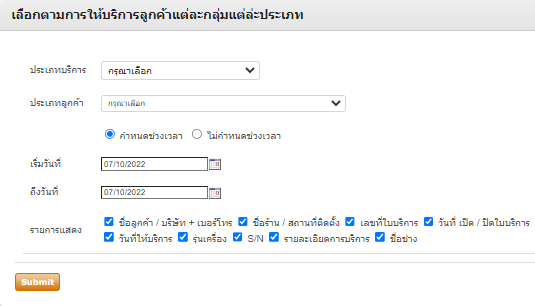 เลือกตามการให้บริการลูกค้าแต่ละกลุ่มแต่ล่ะประเภท
ประเภทบริการ กรุณาเลือก
ประเภทลูกค้า กรุณาเลือก
กำหนดช่วงเวลา ไม่กำหนดช่วงเวลา
เริ่มวันที่ 07/10/2022
ถึงวันที่ 07/10/2022
รายการแสดง ชื่อลูกค้า / บริษัท + เบอร์โทร ชื่อร้าน / สถานที่ติดตั้ง เลขที่ใบบริการ วันที่ เปิด / ปิดใบบริการ
วันที่ให้บริการ รุ่นเครื่อง S/N รายละเอียดการบริการ ชื่อช่าง
Submit